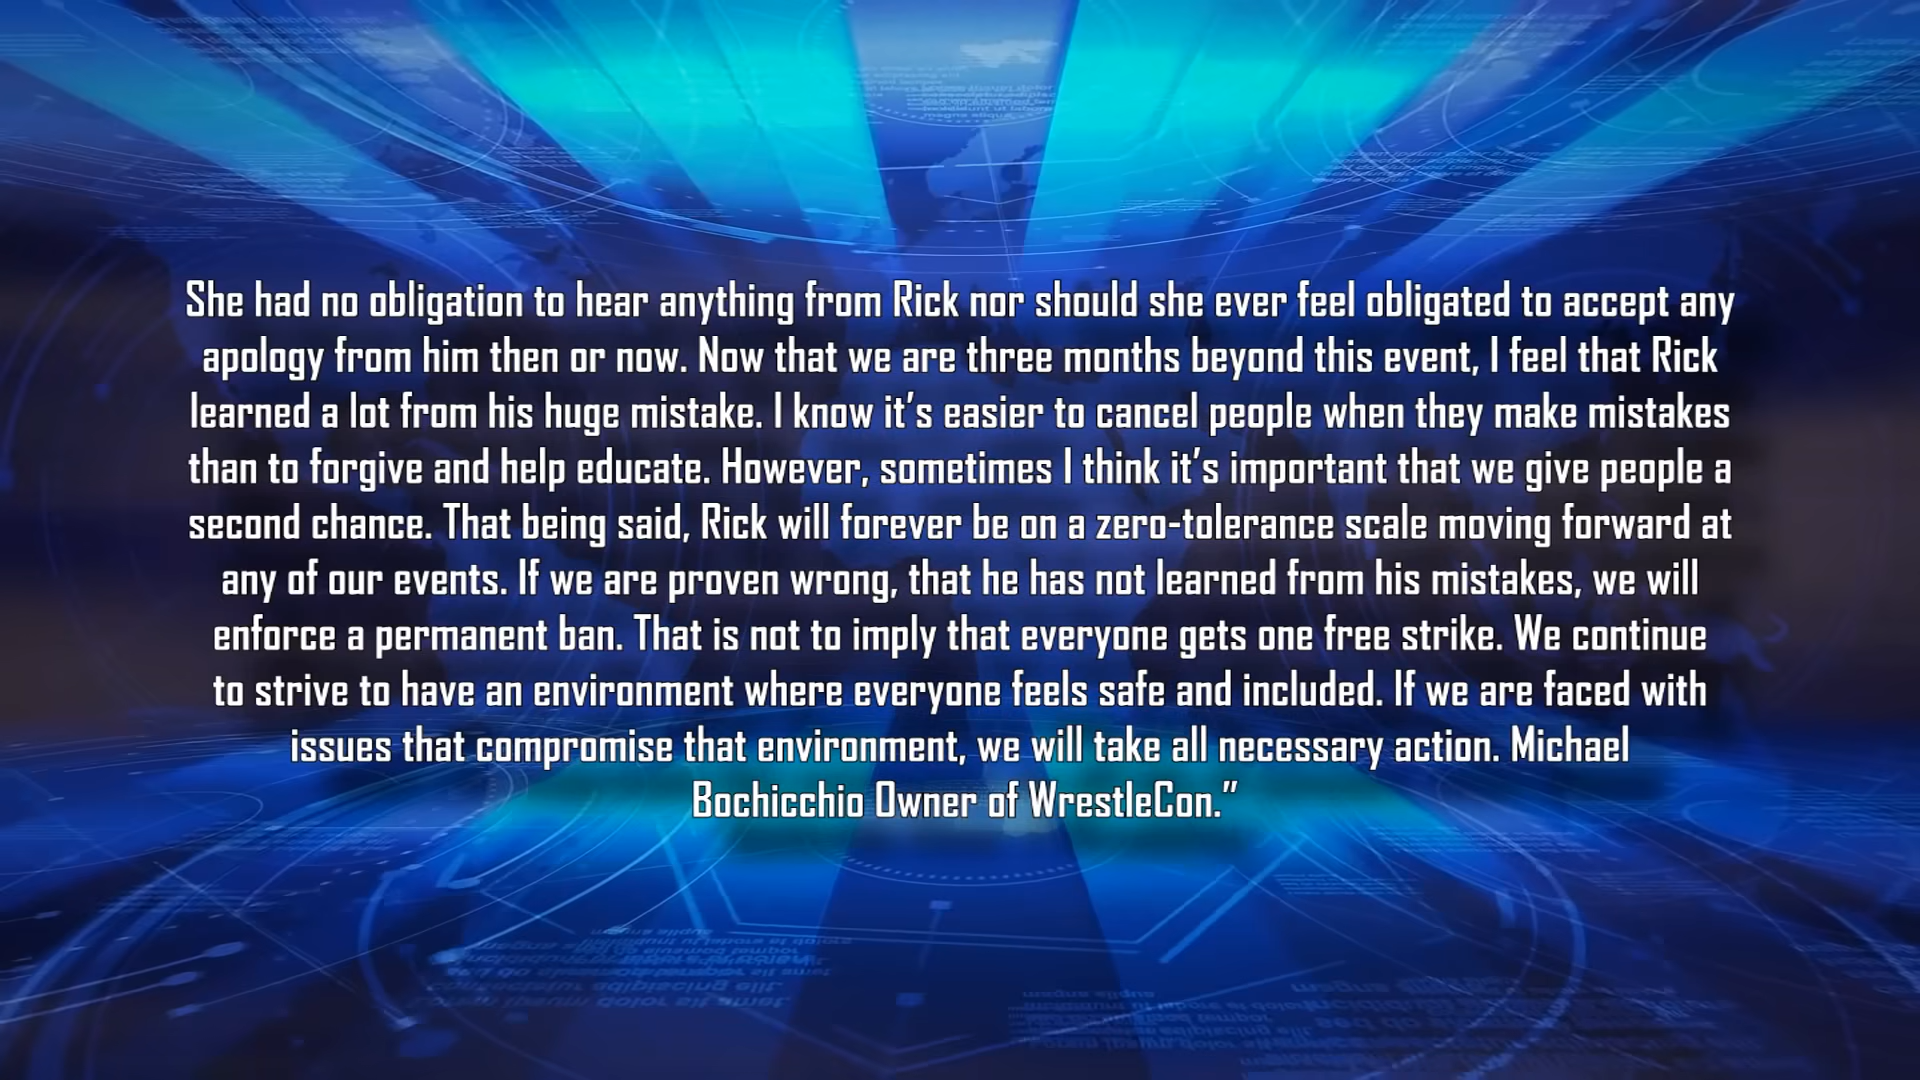 She had no obligation to hear anything from Rick nor should she ever feel obligated to accept any
apology from him then or now. Now that we are three months beyond this event, I feel that Rick
learned a lot from his huge mistake. I know it’s easier to cancel people when they make mistakes
than to forgive and help educate. However, sometimes I think it’s important that we give people a
second chance. That being said, Rick will forever be on a zero-tolerance scale moving forward at
any of our events. If we are proven wrong, that he has not learned from his mistakes, we will
enforce a permanent ban. That is not to imply that everyone gets one free strike. We continue
to strive to have an environment where everyone feels safe and included. If we are faced with
issues that compromise that environment, we will take all necessary action. Michael
Bochicchio Owner of WrestleCon.”